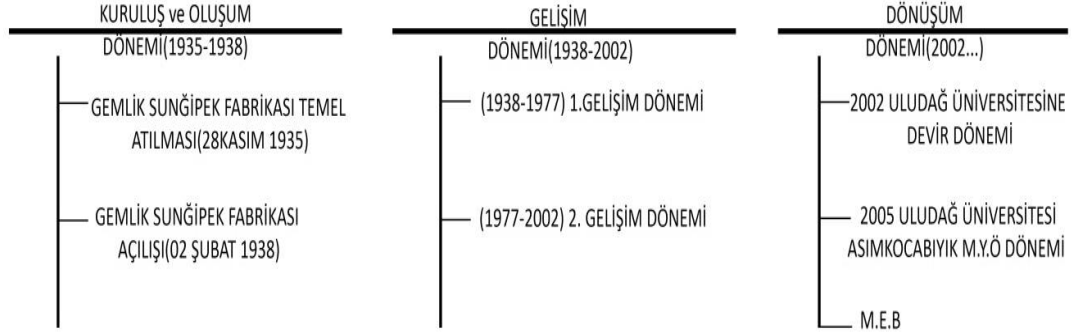 KURULUŞ ve OLUŞUM
DÖNEMİ(1935-1938)
GEMLİK SUNĞİPEK FABRİKASI TEMEL
ATILMASI(28KASIM 1935)
GEMLİK SUNĞİPEK FABRİKASI
AÇILIŞI(02 ŞUBAT 1938)
GELİŞİM
DÖNEMİ(1938-2002)
(1938-1977) 1.GELİŞİM DÖNEMİ
(1977-2002) 2. GELİŞİM DÖNEMİ
DÖNÜŞÜM
DÖNEMİ(2002...)
2002 ULUDAĞ ÜNİVERSİTESİNE
DEVİR DÖNEMİ
2005 ULUDAĞ ÜNİVERSİTESİ
ASIMKOCABIYIK M.Y.Ö DÖNEMİ
M.E.B